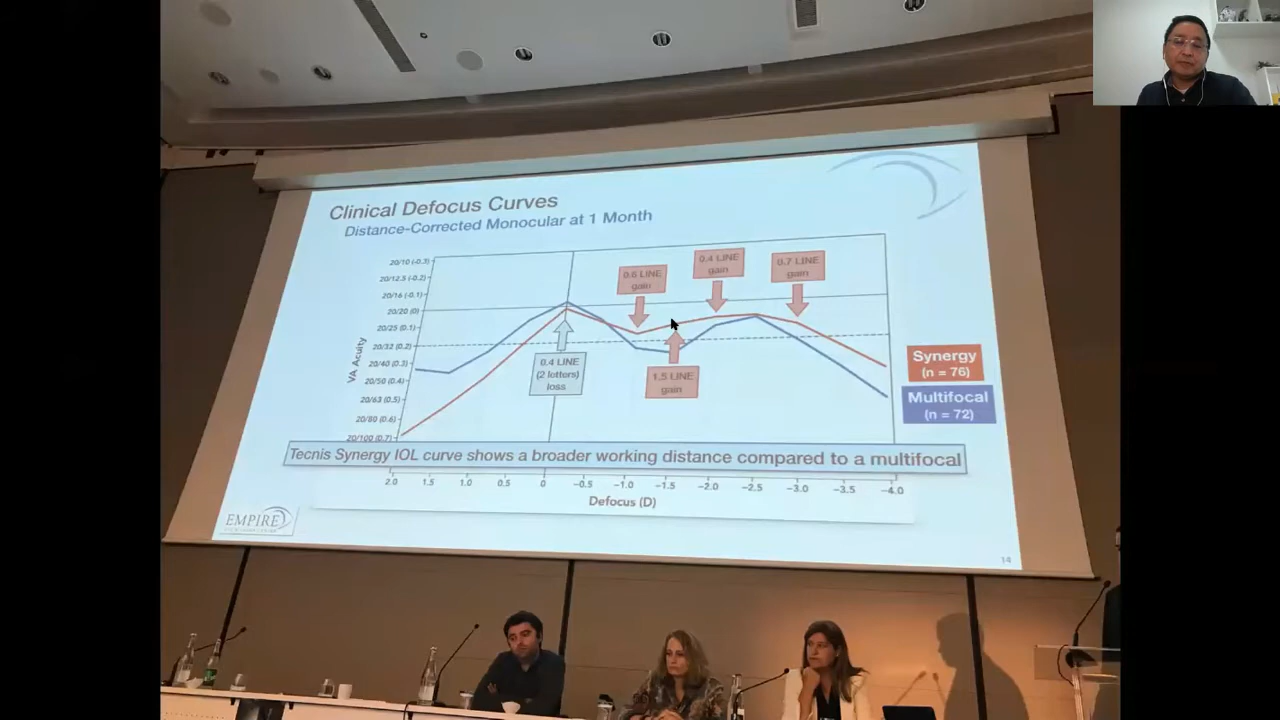 Clinical Defocus Curves
Distance-Corrected Monocular at 1 Month
VA Acuity
20/10 (-0.3)
20/12.5 (-0.2)
20/16 (-0.1)
20/20 (0)
20/25 (0.1)
20/32 (0.2)
20/40 (0.3)
20/50 (0.4)
20/63 (0.5)
20/80 (0.6)
20/100 (0.7)
0.6 LINE
gain
0.4 LINE
gain
0.7 LINE
gain
0.4 LINE
(2 letters)
loss
1.5 LINE
gain
Synergy
(n = 76)
Multifocal
(n = 72)
Tecnis Synergy IOL curve shows a broader working distance compared to a multifocal
2.0 1.5 1.0 0.5 0 -0.5 -1.0 -1.5 -2.0 -2.5 -3.0 -3.5 -4.0
Defocus (D)
EMPIRE
14